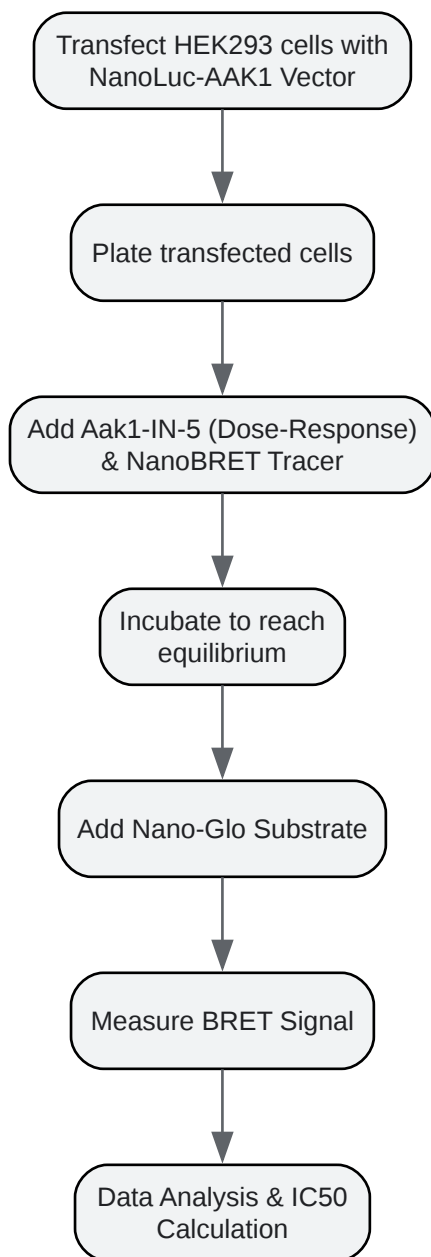 Transfect HEK293 cells with
NanoLuc-AAK1 Vector
Plate transfected cells
Add Aak1-IN-5 (Dose-Response)
& NanoBRET Tracer
Incubate to reach
equilibrium
Add Nano-Glo Substrate
Measure BRET Signal
Data Analysis & IC50
Calculation